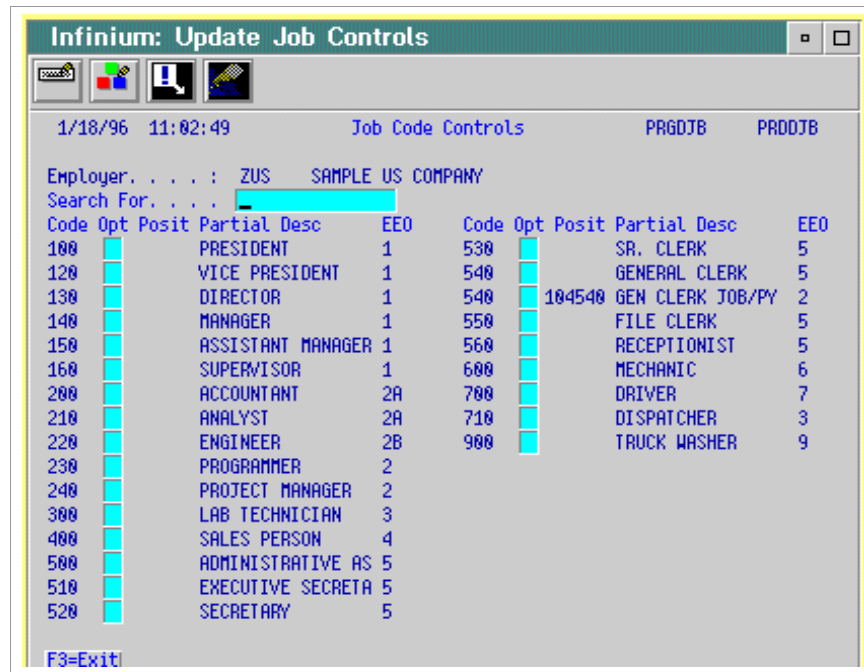 Infinium: Update Job Controls
1/18/96 11:02:49 Job Code Controls PRGDJB PRDDJB
Employer. . . . : ZUS SAMPLE US COMPANY
Search For. . . .
Code Opt Posit Partial Desc EEO Code Opt Posit Partial Desc EEO
100 PRESIDENT 1 530 SR. CLERK 5
120 VICE PRESIDENT 1 540 GENERAL CLERK 5
130 DIRECTOR 1 540 104540 GEN CLERK JOB/PY 2
140 MANAGER 1 550 FILE CLERK 5
150 ASSISTANT MANAGER 1 560 RECEPTIONIST 5
160 SUPERVISOR 1 600 MECHANIC 6
200 ACCOUNTANT 2A 700 DRIVER 7
210 ANALYST 2A 710 DISPATCHER 3
220 ENGINEER 2B 900 TRUCK WASHER 9
230 PROGRAMMER 2
240 PROJECT MANAGER 2
300 LAB TECHNICIAN 3
400 SALES PERSON 4
500 ADMINISTRATIVE AS 5
510 EXECUTIVE SECRETA 5
520 SECRETARY 5
F3=Exit